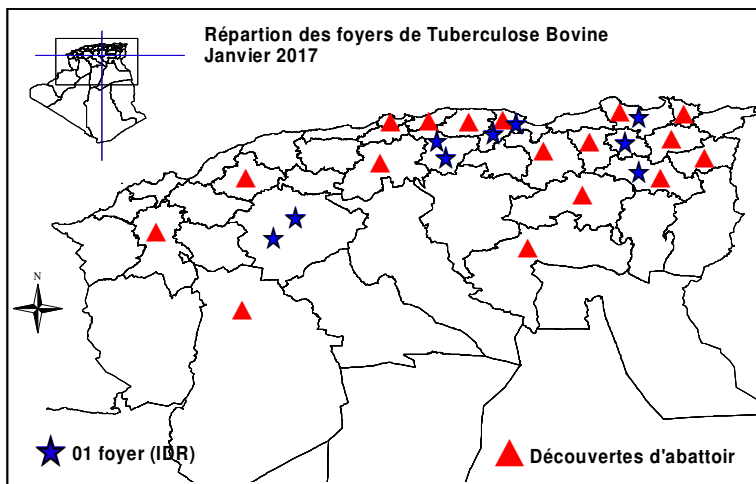 Répartion des foyers de Tuberculose Bovine
Janvier 2017
N
01 foyer (IDR)
Découvertes d'abattoir